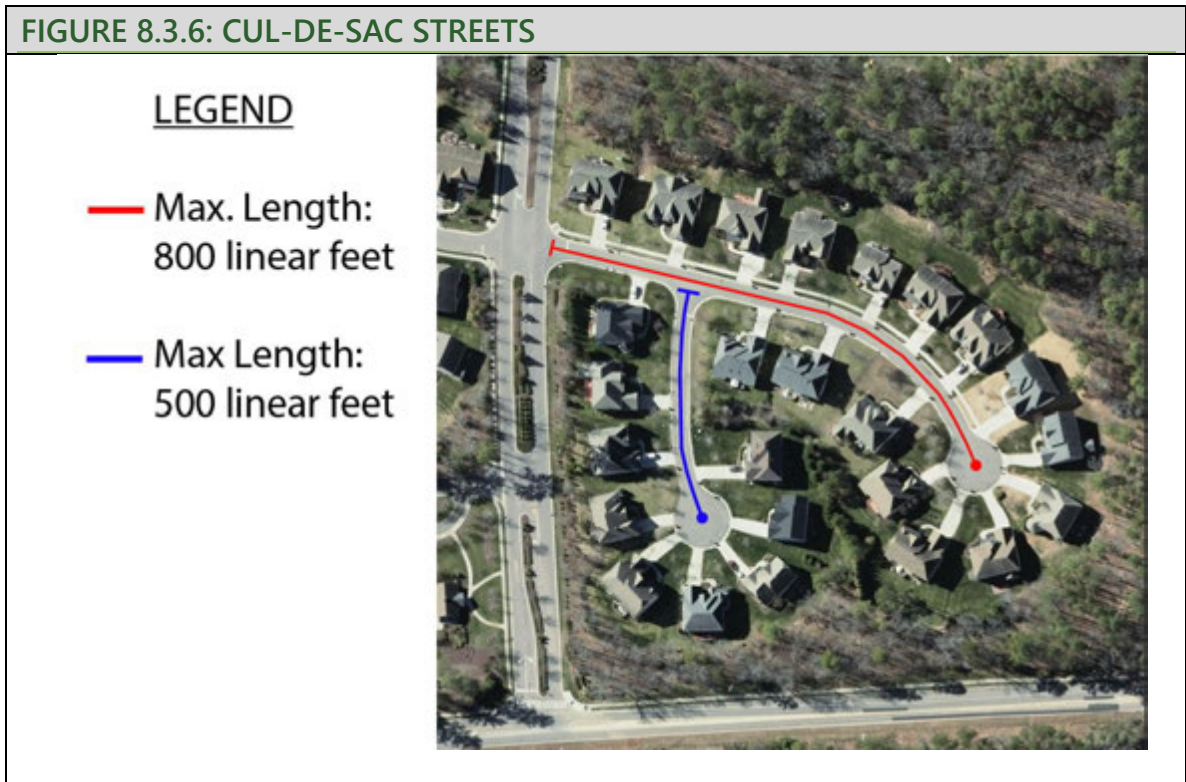 FIGURE 8.3.6: CUL-DE-SAC STREETS
LEGEND
Max. Length:
800 linear feet
Max Length:
500 linear feet